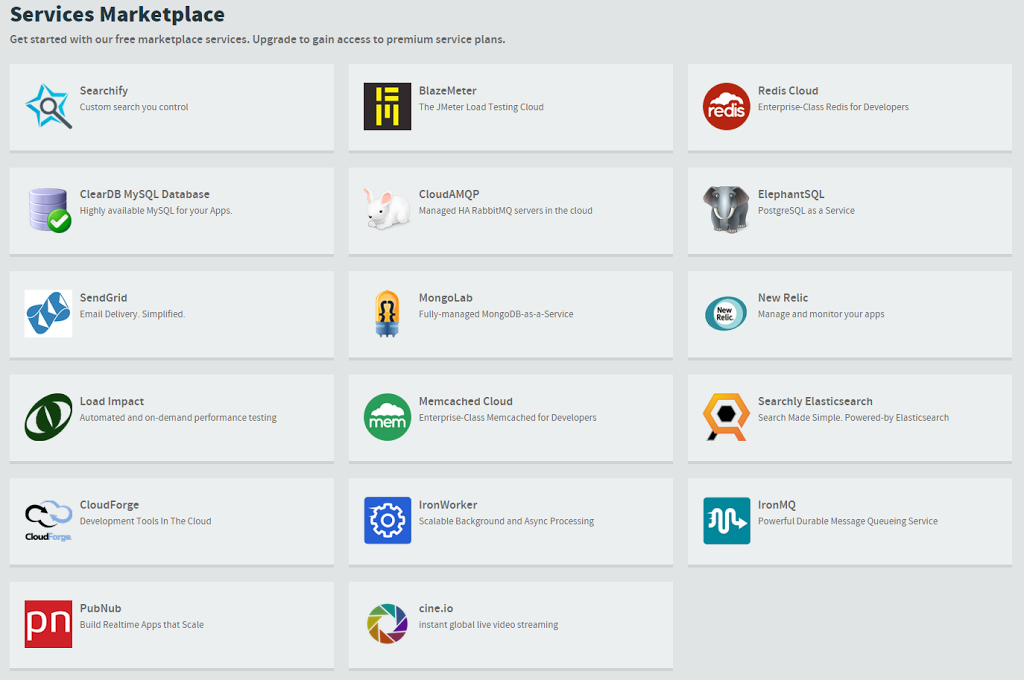 Services Marketplace
Get started with our free marketplace services. Upgrade to gain access to premium service plans.
Searchify
Custom search you control
BlazeMeter
The JMeter Load Testing Cloud
redis
Redis Cloud
Enterprise-Class Redis for Developers
ClearDB MySQL Database
Highly available MySQL for your Apps.
CloudAMQP
Managed HA RabbitMQ servers in the cloud
ElephantSQL
PostgreSQL as a Service
SendGrid
Email Delivery. Simplified.
MongoLab
Fully-managed MongoDB-as-a-Service
New
Relic.
New Relic
Manage and monitor your apps
Load Impact
Automated and on-demand performance testing
mem
Memcached Cloud
Enterprise-Class Memcached for Developers
Searchly Elasticsearch
Search Made Simple. Powered-by Elasticsearch
CloudForge.
CloudForge
Development Tools In The Cloud
IronWorker
Scalable Background and Async Processing
IronMQ
Powerful Durable Message Queueing Service
pn
PubNub
Build Realtime Apps that Scale
cine.io
instant global live video streaming